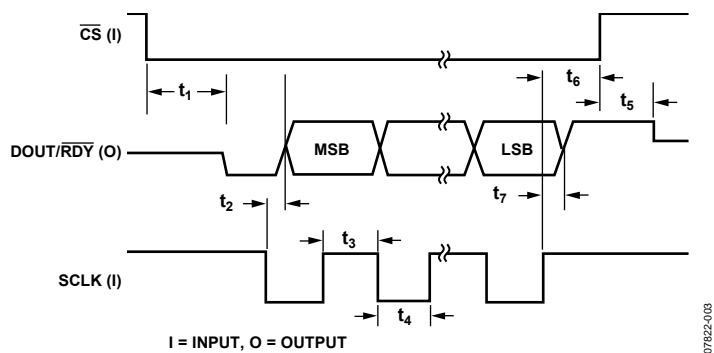 CS (I)
t6
t1
t5
DOUT/RDY (O)
MSB
LSB
t2
t7
t3
SCLK (I)
t4
I = INPUT, O = OUTPUT
07822-003